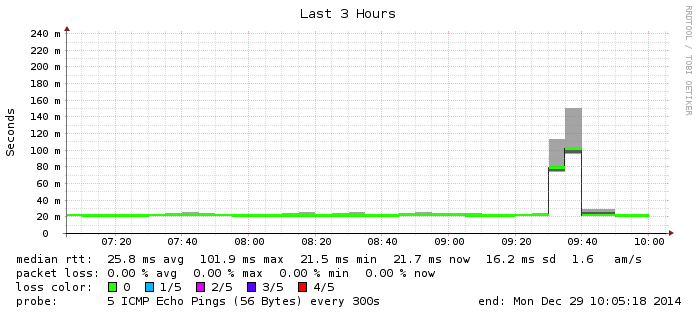 Last 3 Hours
RRDTOOL / TOBI OETIKER
Seconds
240 m
220 m
200 m
180 m
160 m
140 m
120 m
100 m
80 m
60 m
40 m
20 m
0
07:20 07:40 08:00 08:20 08:40 09:00 09:20 09:40 10:00
median rtt: 25.8 ms avg 101.9 ms max 21.5 ms min 21.7 ms now 16.2 ms sd 1.6 am/s
packet loss: 0.00 % avg 0.00 % max 0.00 % min 0.00 % now
loss color: 0 1/5 2/5 3/5 4/5
probe: 5 ICMP Echo Pings (56 Bytes) every 300s end: Mon Dec 29 10:05:18 2014